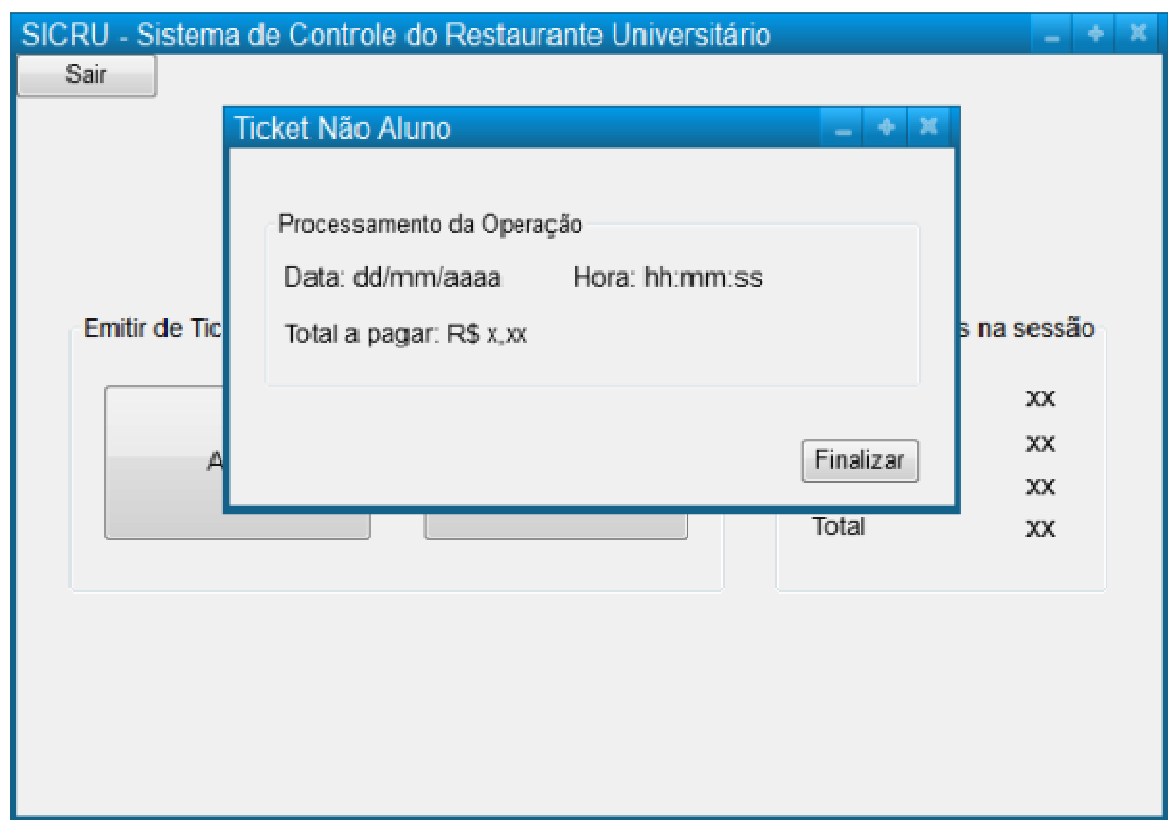 SICRU - Sistema de Controle do Restaurante Universitário
Sair
Ticket Não Aluno
Processamento da Operação
Data: dd/mm/aaaa Hora: hh:mm:ss
Total a pagar: R$ x,xx
Finalizar
Emitir de Tic
A
s na sessão
xx
xx
xx
Total xx